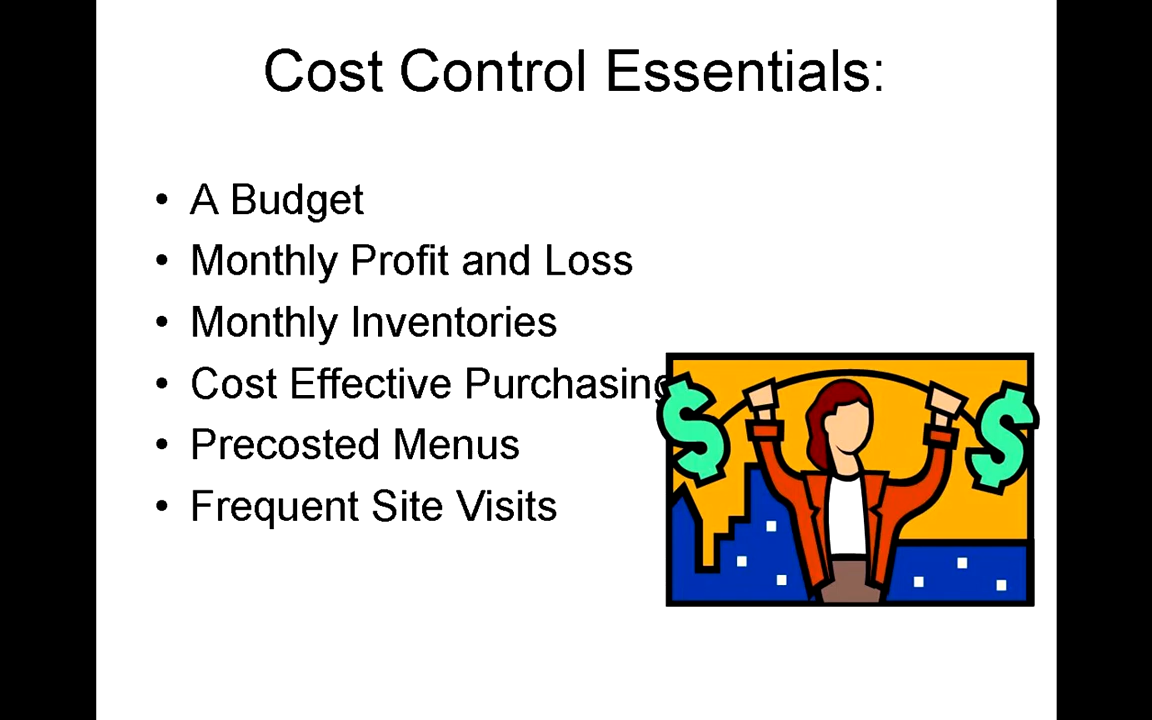 Cost Control Essentials:
• A Budget
• Monthly Profit and Loss
• Monthly Inventories
• Cost Effective Purchasing
• Precosted Menus
• Frequent Site Visits
$ $